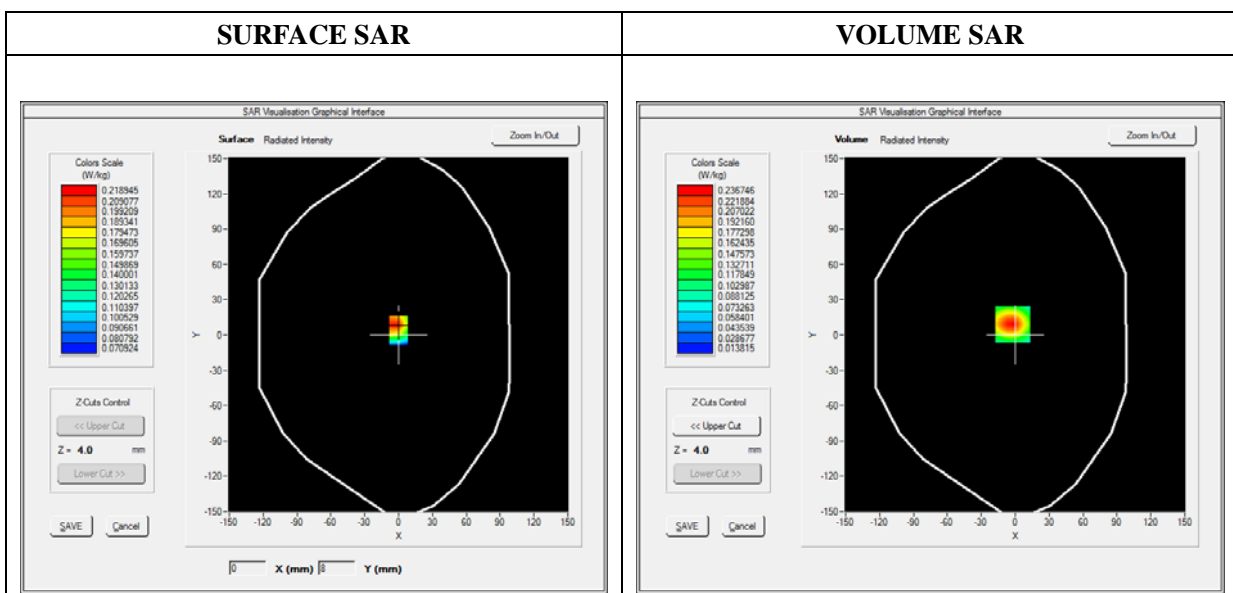 SURFACE SAR
VOLUME SAR
SAR Visualisation Graphical Interface
Surface Radiated Intensity
Zoom In/Out
Colors Scale
(W/kg)
0.218945
0.209077
0.199209
0.189341
0.179473
0.169605
0.159737
0.149869
0.140001
0.130133
0.120265
0.110397
0.100529
0.090661
0.080792
0.070924
Z-Cuts Control
<< Upper Cut
Z = 4.0 mm
Lower Cut >>
SAVE Cancel
150
120
90
60
30
0
-30
-60
-90
-120
-150
Y
-150 -120 -90 -60 -30 0 30 60 90 120 150
X
0 X (mm) 8 Y (mm)
SAR Visualisation Graphical Interface
Volume Radiated Intensity
Zoom In/Out
Colors Scale
(W/kg)
0.236746
0.221884
0.207022
0.192160
0.177298
0.162435
0.147573
0.132711
0.117849
0.102987
0.088125
0.073263
0.058401
0.043539
0.028677
0.013815
Z-Cuts Control
<< Upper Cut
Z = 4.0 mm
Lower Cut >>
SAVE Cancel
150
120
90
60
30
0
-30
-60
-90
-120
-150
Y
-150 -120 -90 -60 -30 0 30 60 90 120 150
X